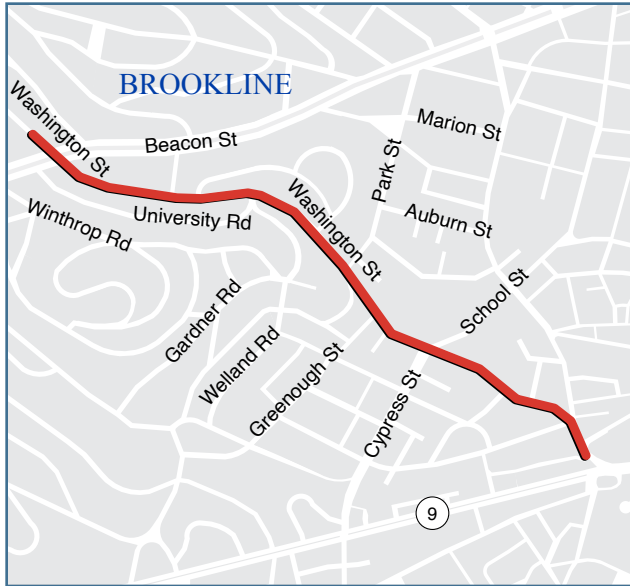 BROOKLINE
Washington St
Beacon St
Marion St
Park St
Winthrop Rd
University Rd
Washington St
Auburn St
Gardner Rd
School St
Welland Rd
Greenough St
Cypress St
9